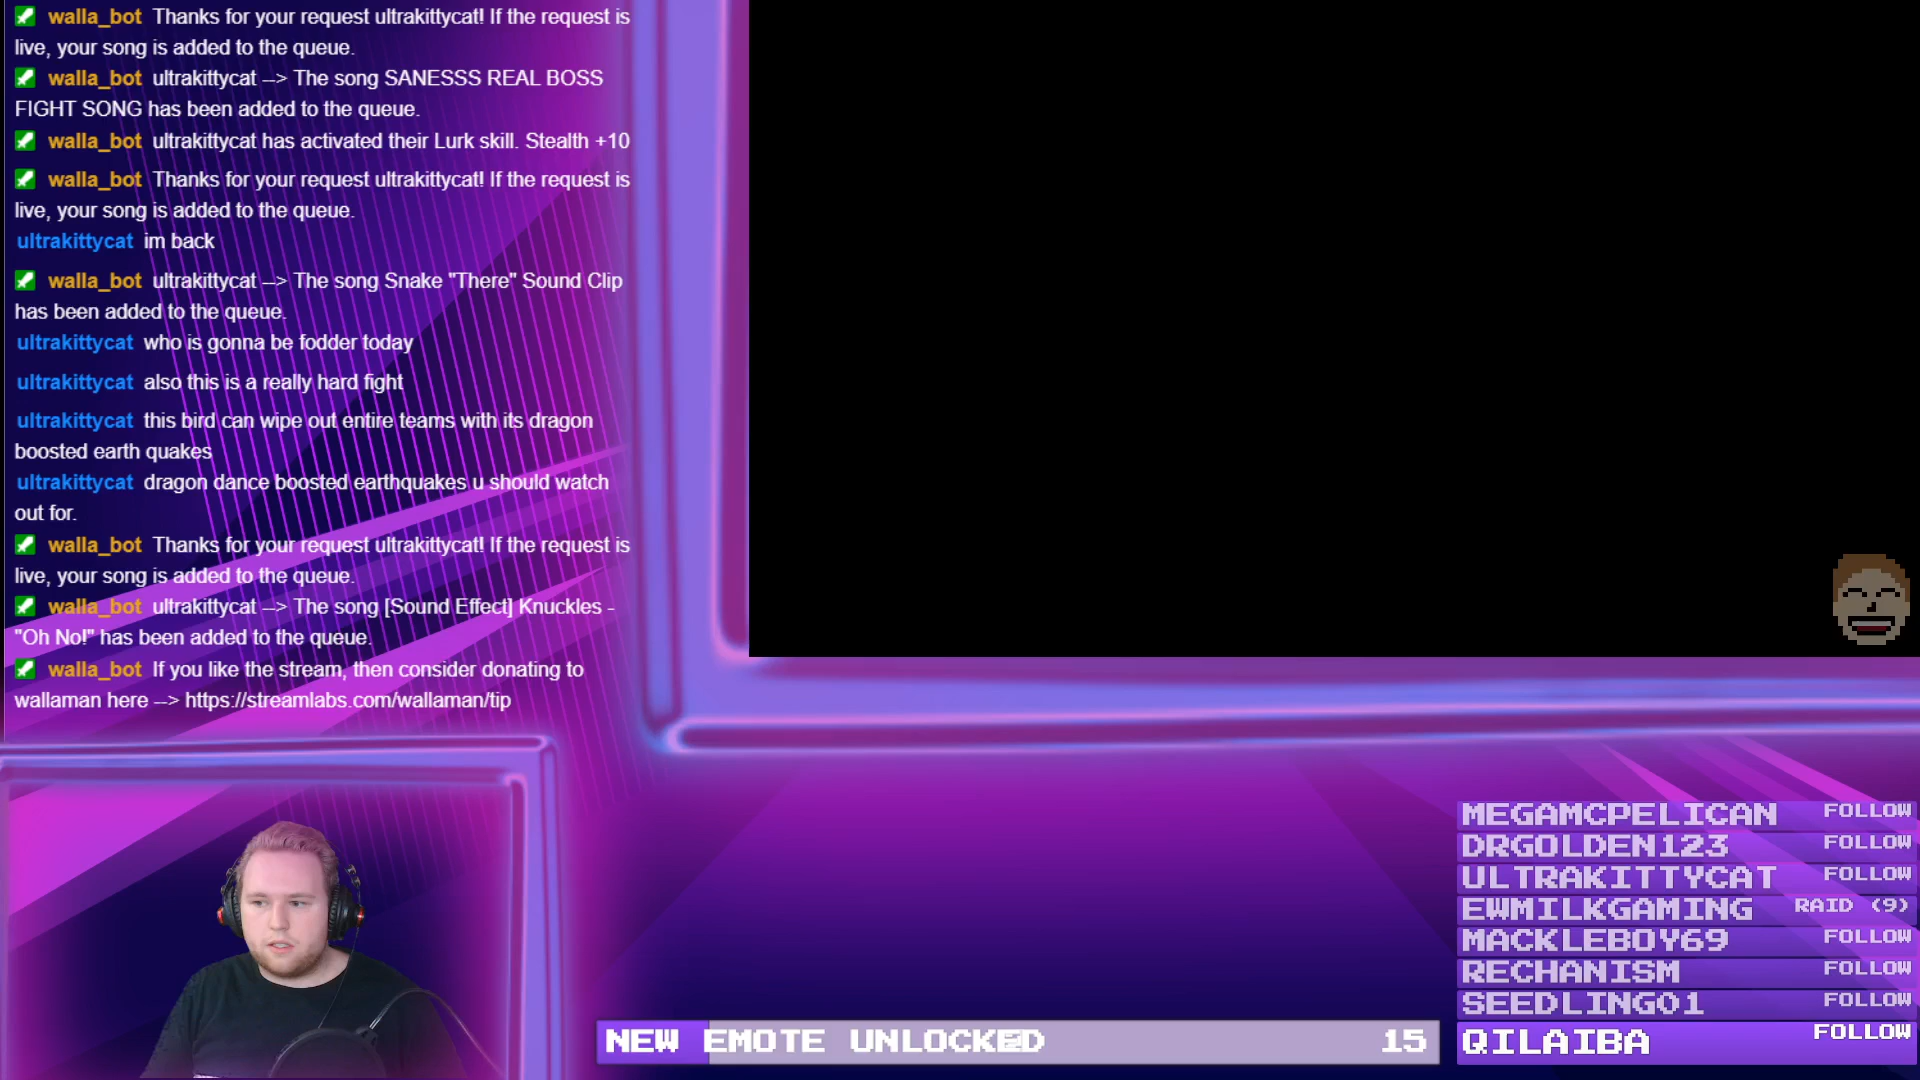 walla_bot Thanks for your request ultrakittycat! If the request is
live, your song is added to the queue.
walla_bot ultrakittycat --> The song SANESSS REAL BOSS
FIGHT SONG has been added to the queue.
walla_bot ultrakittycat has activated their Lurk skill. Stealth +10
walla_bot Thanks for your request ultrakittycat! If the request is
live, your song is added to the queue.
ultrakittycat im back
walla_bot ultrakittycat --> The song Snake "There" Sound Clip
has been added to the queue.
ultrakittycat who is gonna be fodder today
ultrakittycat also this is a really hard fight
ultrakittycat this bird can wipe out entire teams with its dragon
boosted earth quakes
ultrakittycat dragon dance boosted earthquakes u should watch
out for.
walla_bot Thanks for your request ultrakittycat! If the request is
live, your song is added to the queue.
walla_bot ultrakittycat --> The song [Sound Effect] Knuckles -
"Oh No!" has been added to the queue.
walla_bot If you like the stream, then consider donating to
wallaman here --> https://streamlabs.com/wallaman/tip
MEGAMCPELICAN FOLLOW
DRGOLDEN123 FOLLOW
ULTRAKITTYCAT FOLLOW
EWMILKGAMING RAID (9)
MACKLEBOY69 FOLLOW
RECHANISM FOLLOW
SEEDLING01 FOLLOW
QILAIBA FOLLOW
NEW EMOTE UNLOCKED 15